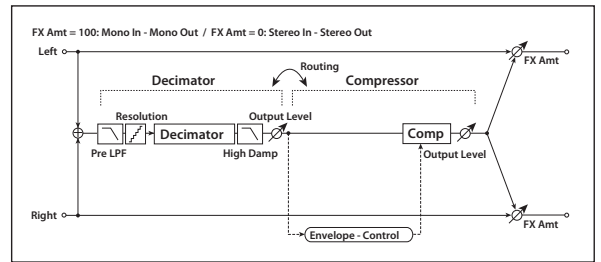 FX Amt = 100: Mono In - Mono Out / FX Amt = 0: Stereo In - Stereo Out
Left
FX Amt
Routing
Decimator
Compressor
Resolution
Output Level
Decimator
Comp
Pre LPF
High Damp
Output Level
Right
FX Amt
Envelope - Control